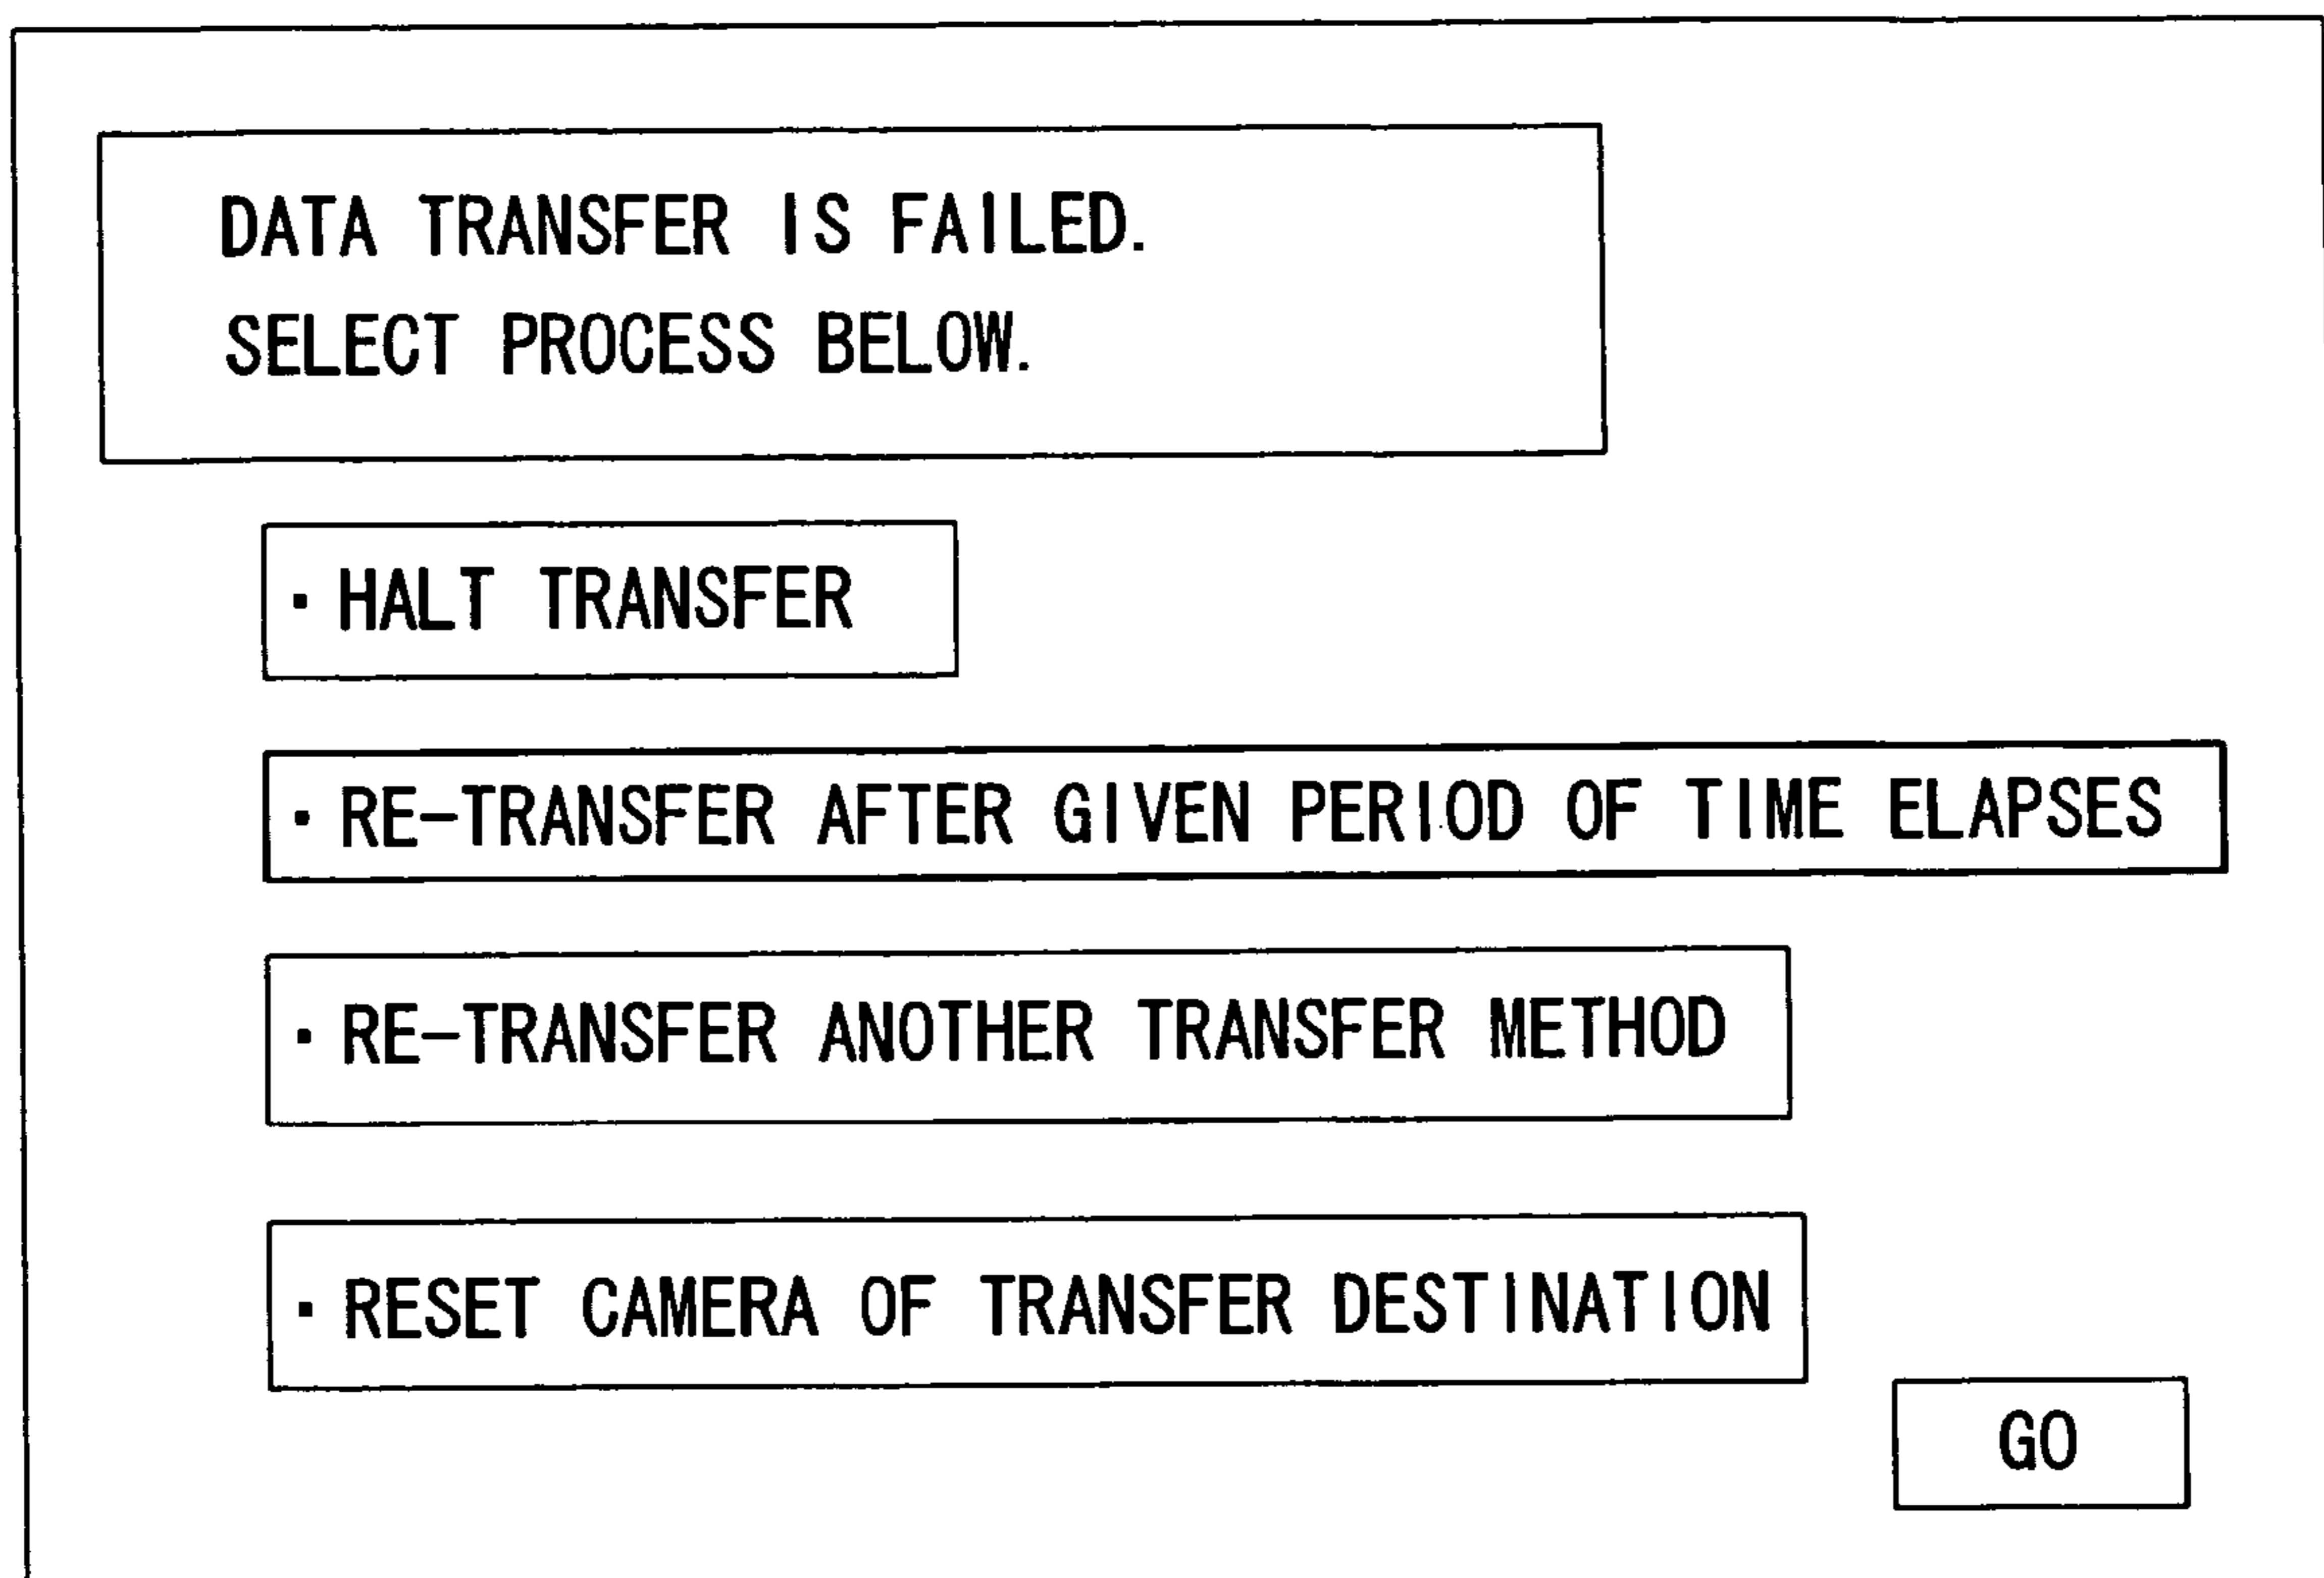 DATA TRANSFER IS FAILED.
SELECT PROCESS BELOW.
· HALT TRANSFER
· RE-TRANSFER AFTER GIVEN PERIOD OF TIME ELAPSES
· RE-TRANSFER ANOTHER TRANSFER METHOD
· RESET CAMERA OF TRANSFER DESTINATION
GO